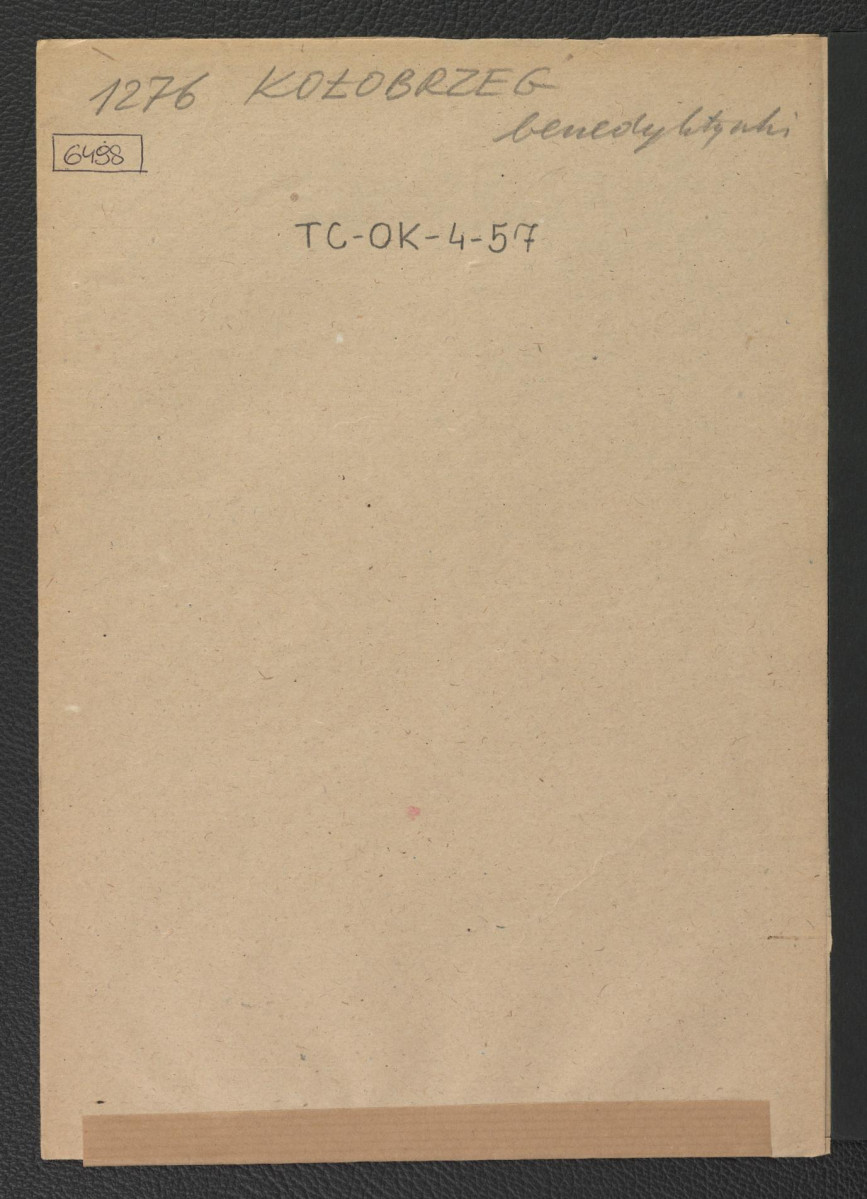 1276 KOŁOBRZEG
benedyktynki
6498
TC-OK-4-57